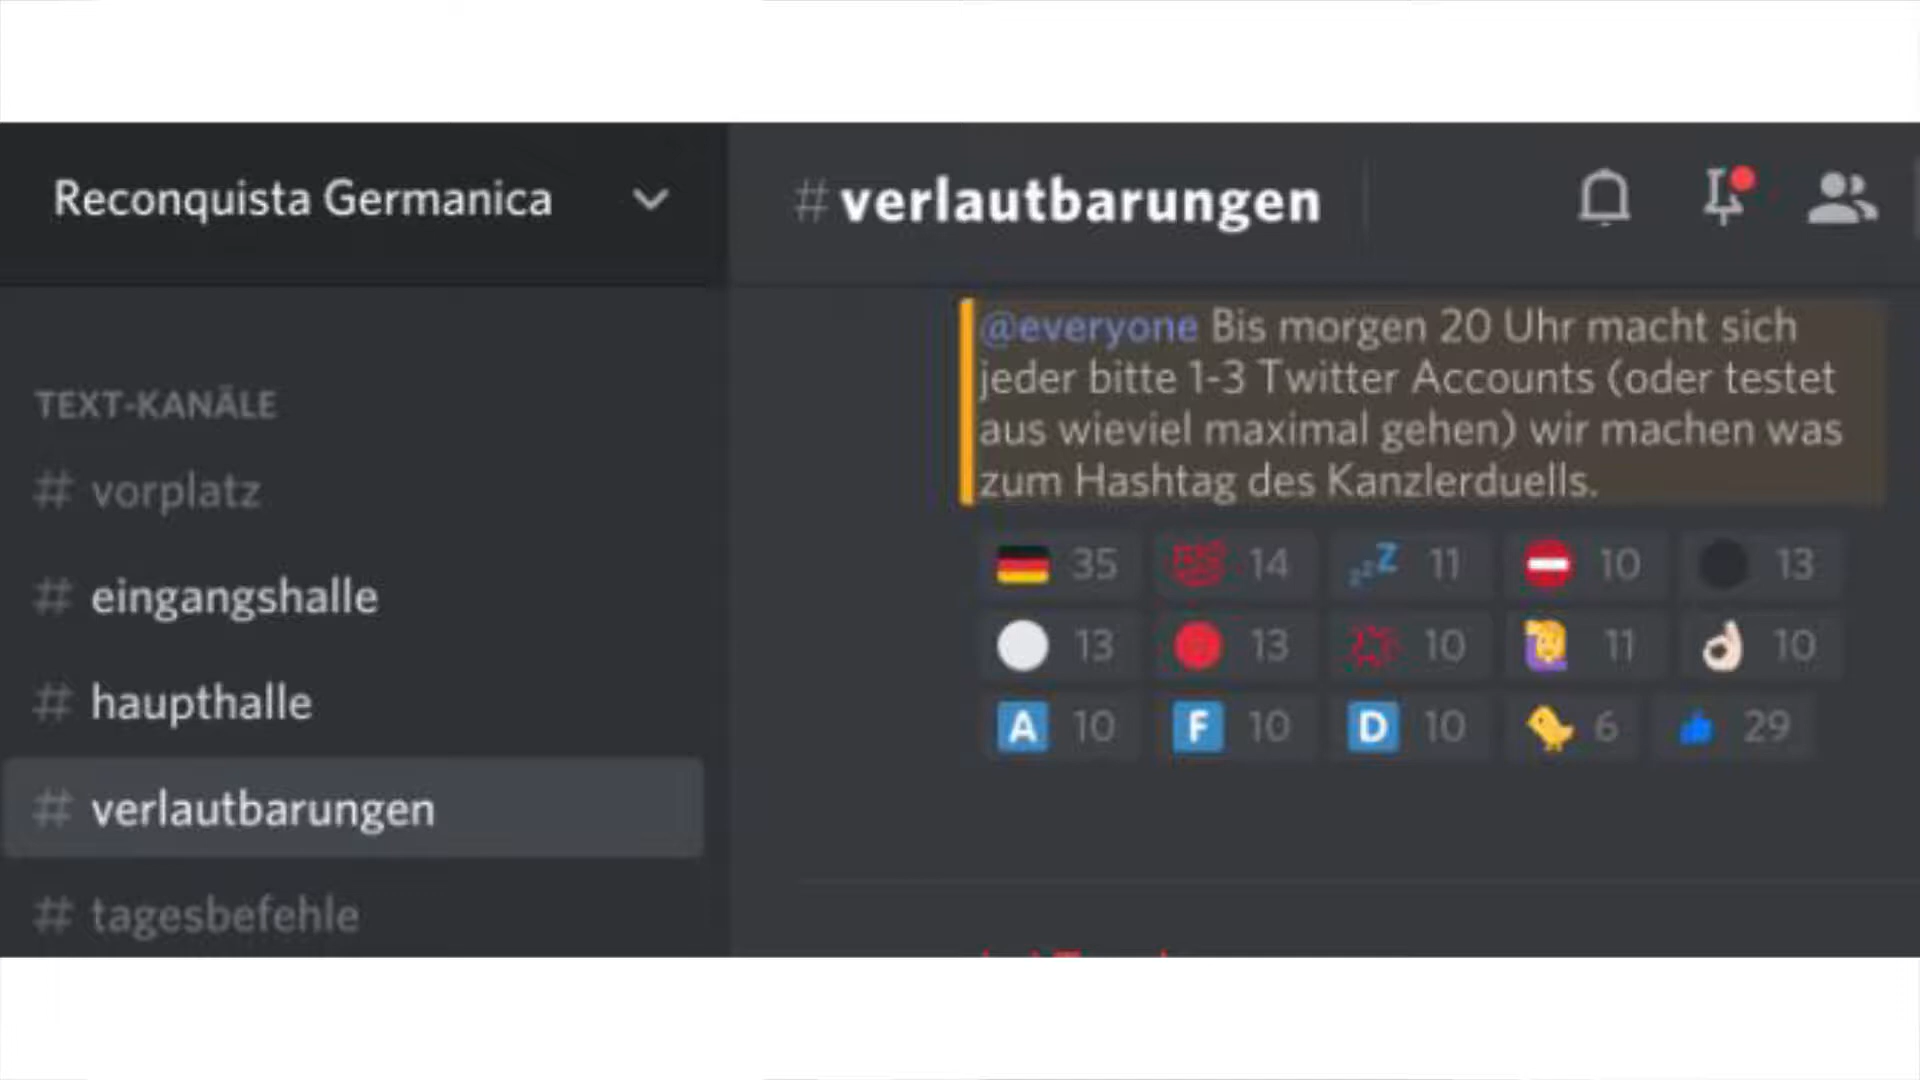 Reconquista Germanica
# verlautbarungen
TEXT-KANÄLE
# vorplatz
# eingangshalle
# haupthalle
# verlautbarungen
# tagesbefehle
@everyone Bis morgen 20 Uhr macht sich
jeder bitte 1-3 Twitter Accounts (oder testet
aus wieviel maximal gehen) wir machen was
zum Hashtag des Kanzlerduells.
35 14 zzZ 11 10 13
13 13 10 11 10
A 10 F 10 D 10 6 29